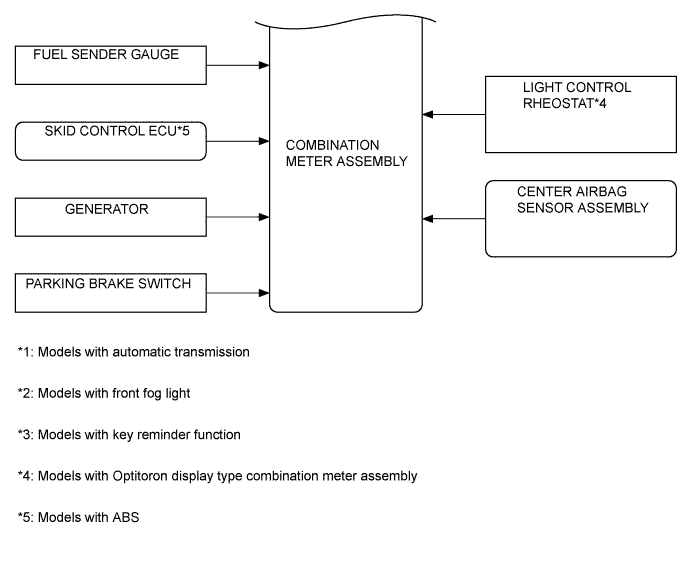 FUEL SENDER GAUGE
SKID CONTROL ECU*5
GENERATOR
PARKING BRAKE SWITCH
COMBINATION
METER ASSEMBLY
LIGHT CONTROL
RHEOSTAT*4
CENTER AIRBAG
SENSOR ASSEMBLY
*1: Models with automatic transmission
*2: Models with front fog light
*3: Models with key reminder function
*4: Models with Optitoron display type combination meter assembly
*5: Models with ABS